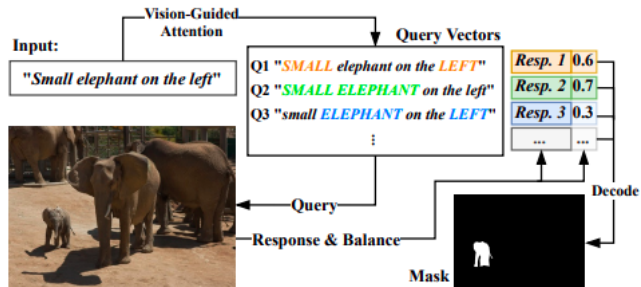 Vision-Guided
Attention
Input:
"Small elephant on the left"
Query Vectors
Q1 "SMALL elephant on the LEFT"
Q2 "SMALL ELEPHANT on the left"
Q3 "small ELEPHANT on the LEFT"
⋮
Resp. 1 0.6
Resp. 2 0.7
Resp. 3 0.3
... ...
Query
Response & Balance
Decode
Mask